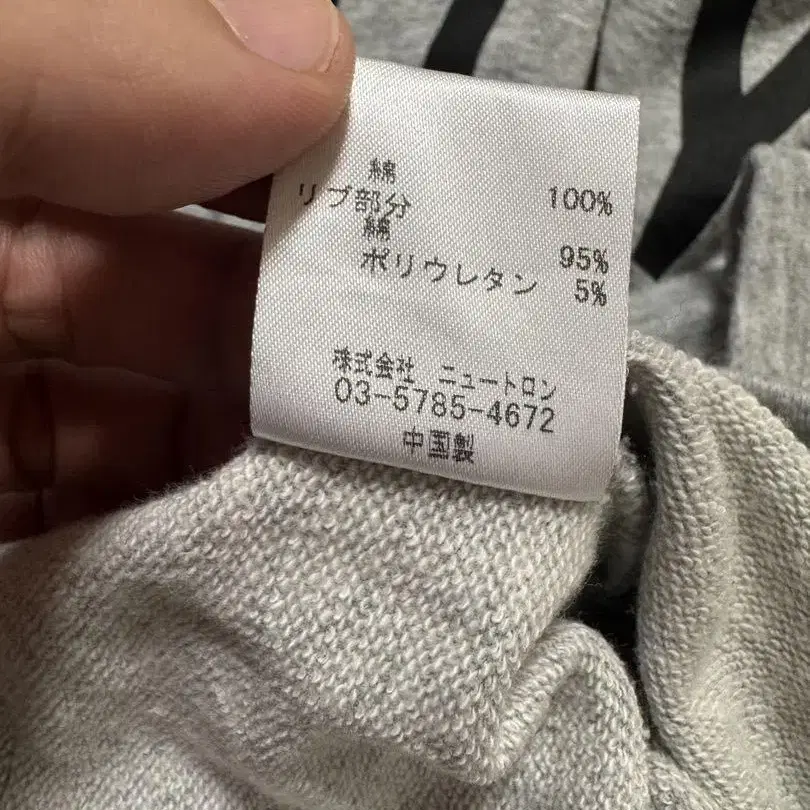 綿 100%
リブ部分
綿 95%
ポリウレタン 5%
株式会社 ニュートロン
03-5785-4672
中国製